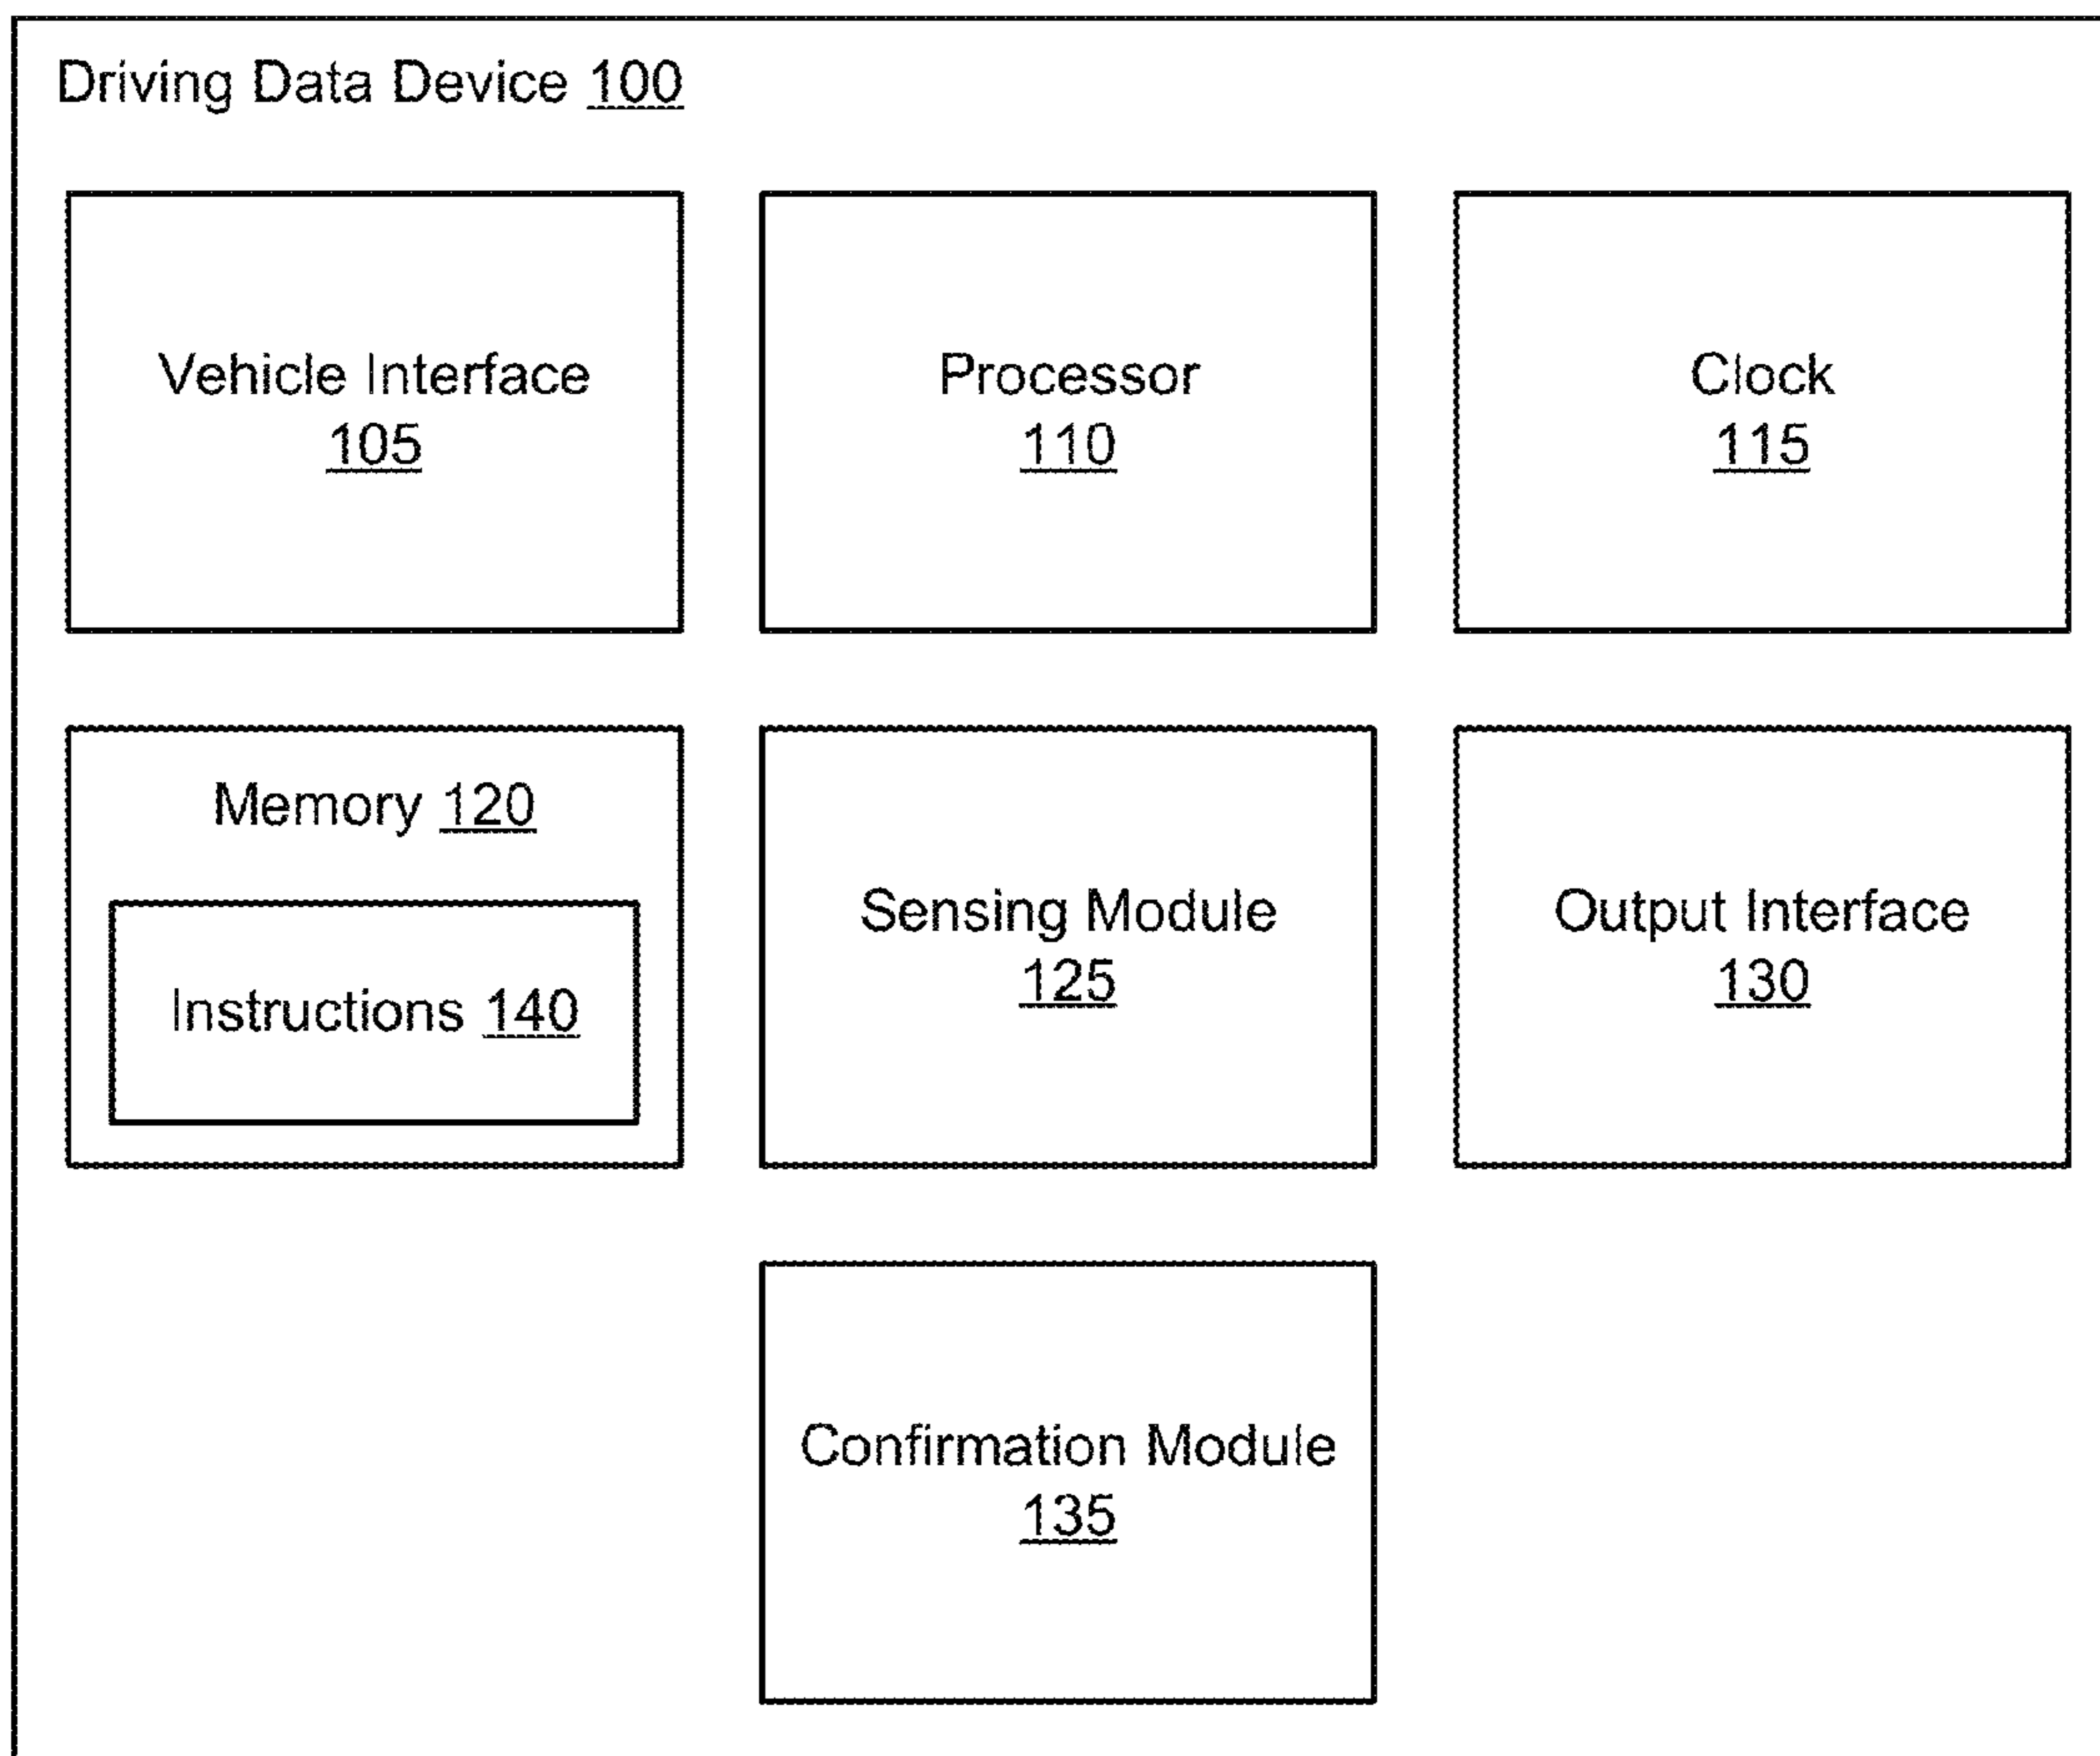 Driving Data Device 100
Vehicle Interface
105
Processor
110
Clock
115
Memory 120
Instructions 140
Sensing Module
125
Output Interface
130
Confirmation Module
135